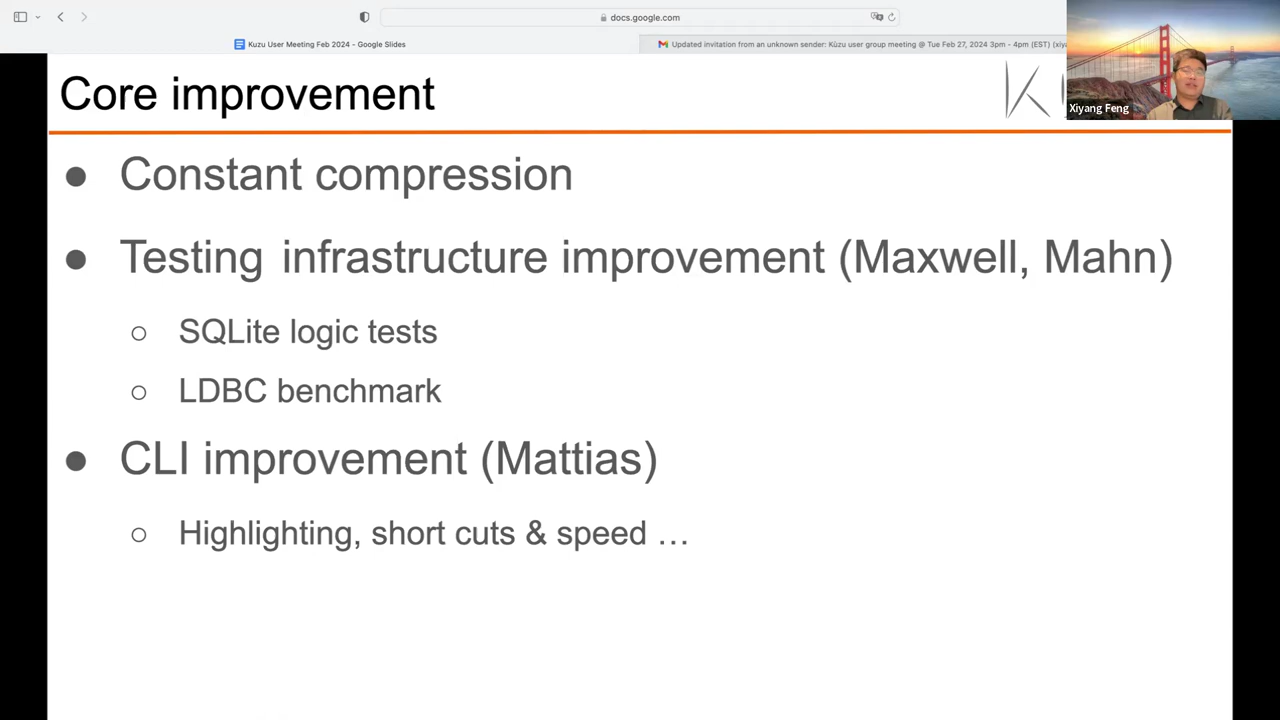 docs.google.com
Kuzu User Meeting Feb 2024 - Google Slides
Updated invitation from an unknown sender: Kùzu user group meeting @ Tue Feb 27, 2024 3pm - 4pm (EST) (xiy
Core improvement
K
Xiyang Feng
● Constant compression
● Testing infrastructure improvement (Maxwell, Mahn)
○ SQLite logic tests
○ LDBC benchmark
● CLI improvement (Mattias)
○ Highlighting, short cuts & speed …